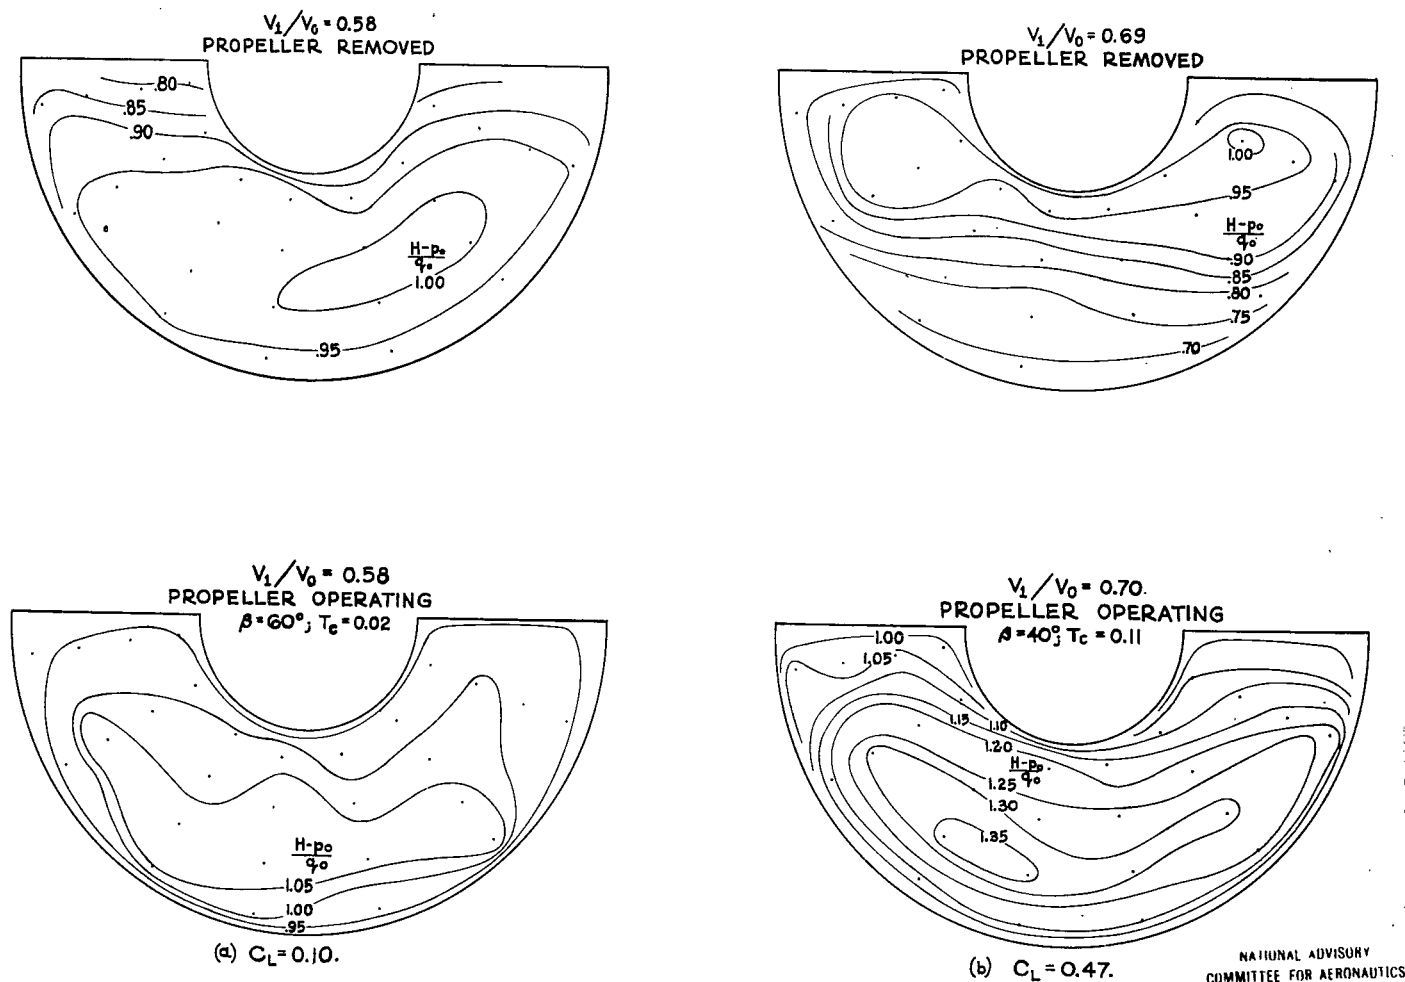 V₁/V₀ = 0.58
PROPELLER REMOVED
.80
.85
.90
H-p₀
q₀
1.00
.95
V₁/V₀ = 0.69
PROPELLER REMOVED
1.00
.95
H-p₀
q₀
.90
.85
.80
.75
.70
V₁/V₀ = 0.58
PROPELLER OPERATING
β=60°; T_c=0.02
H-p₀
q₀
1.05
1.00
.95
(a) C_L=0.10.
V₁/V₀ = 0.70.
PROPELLER OPERATING
β=40°; T_c = 0.11
1.00
1.05
1.15
1.10
1.20
H-p₀
q₀
1.25
1.30
1.35
(b) C_L=0.47.
NATIONAL ADVISORY
COMMITTEE FOR AERONAUTICS